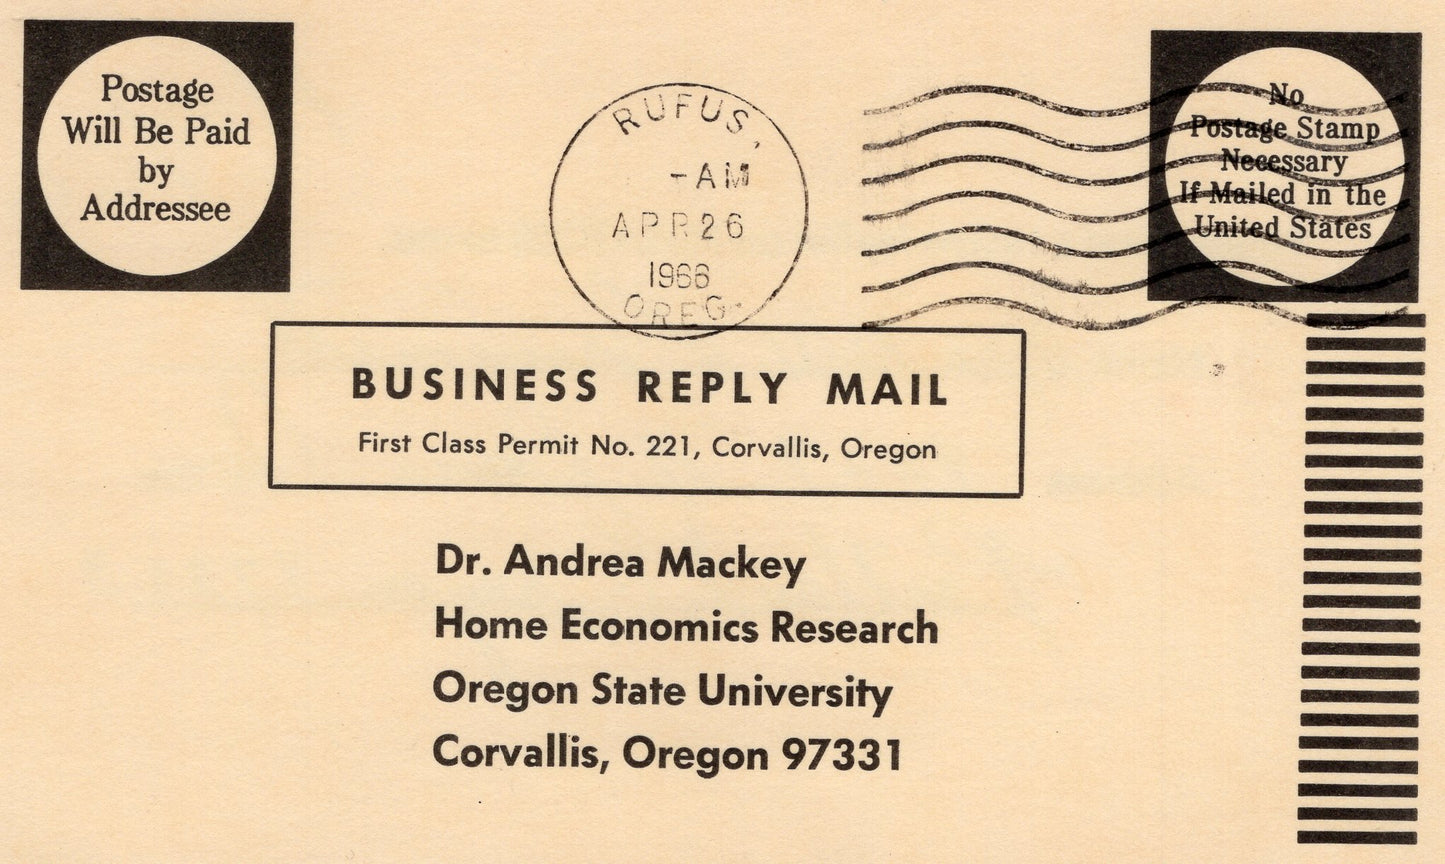 Postage
Will Be Paid
by
Addressee
RUFUS,
-AM
APR 26
1966
OREG.
No
Postage Stamp
Necessary
If Mailed in the
United States
BUSINESS REPLY MAIL
First Class Permit No. 221, Corvallis, Oregon
Dr. Andrea Mackey
Home Economics Research
Oregon State University
Corvallis, Oregon 97331